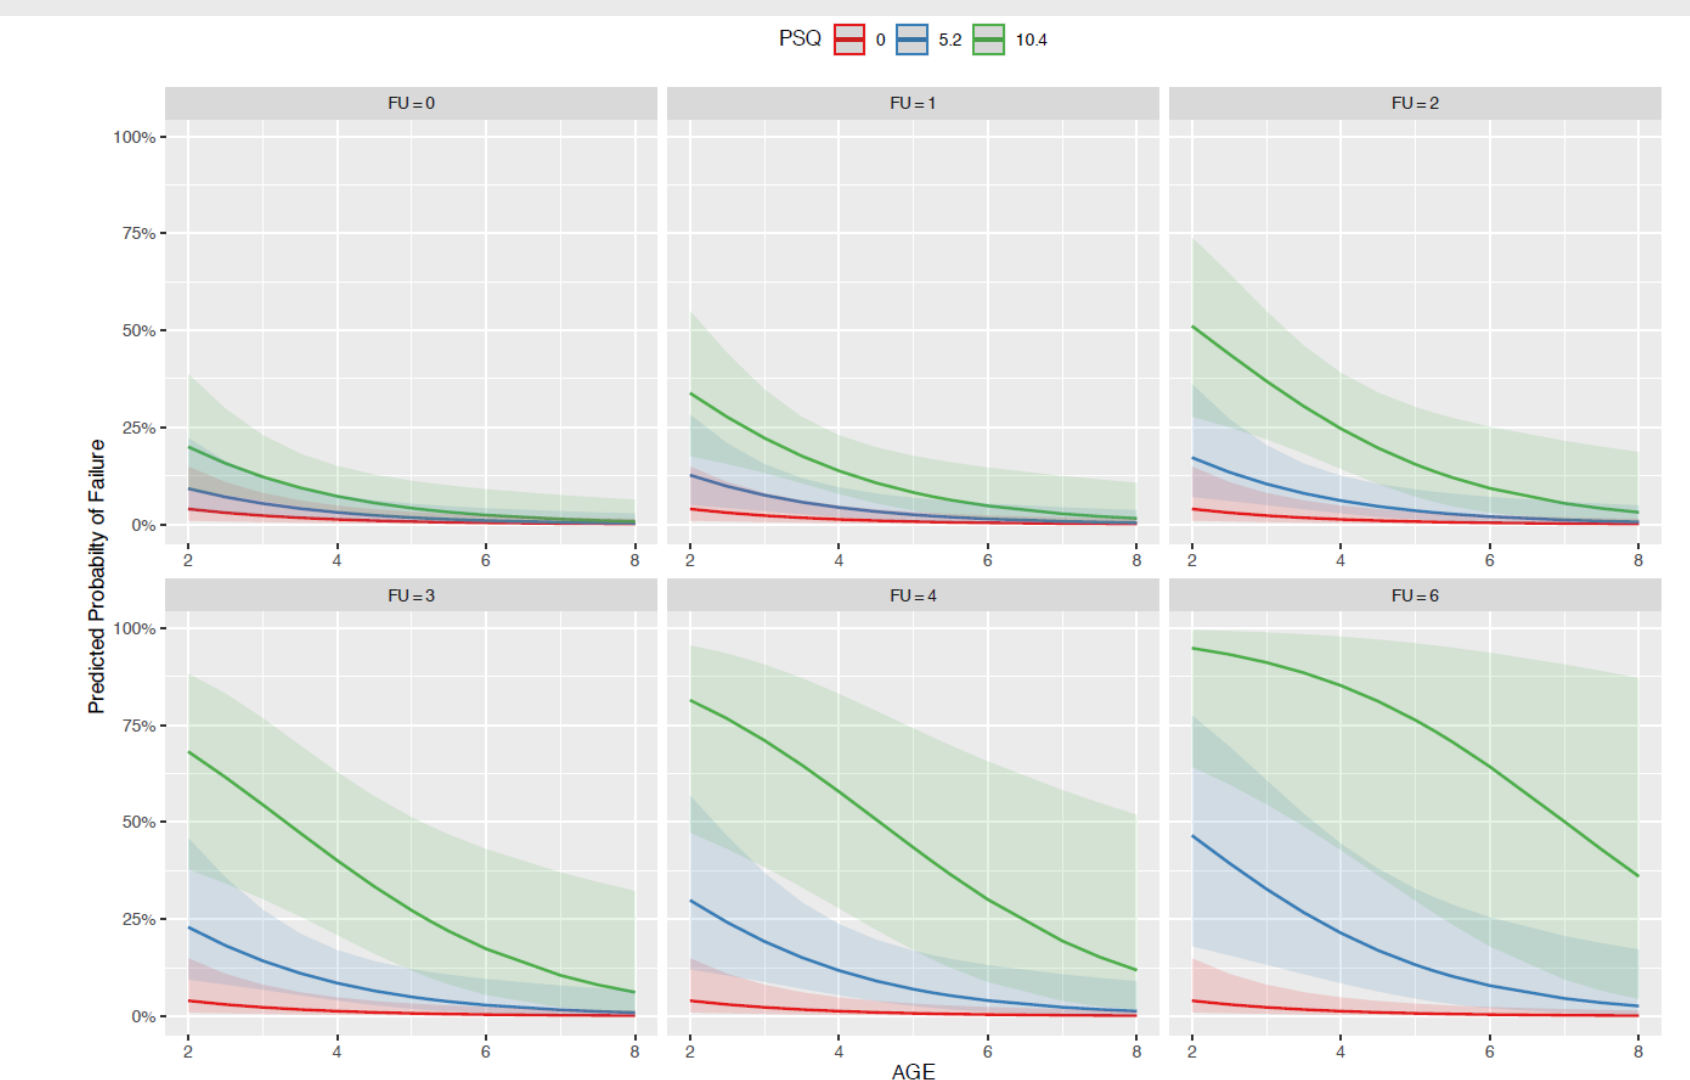 PSQ 0 5.2 10.4
FU = 0 FU = 1 FU = 2
100%
75%
50%
25%
0%
2 4 6 8 2 4 6 8 2 4 6 8
Predicted Probabilty of Failure
FU = 3 FU = 4 FU = 6
100%
75%
50%
25%
0%
2 4 6 8 2 4 6 8 2 4 6 8
AGE